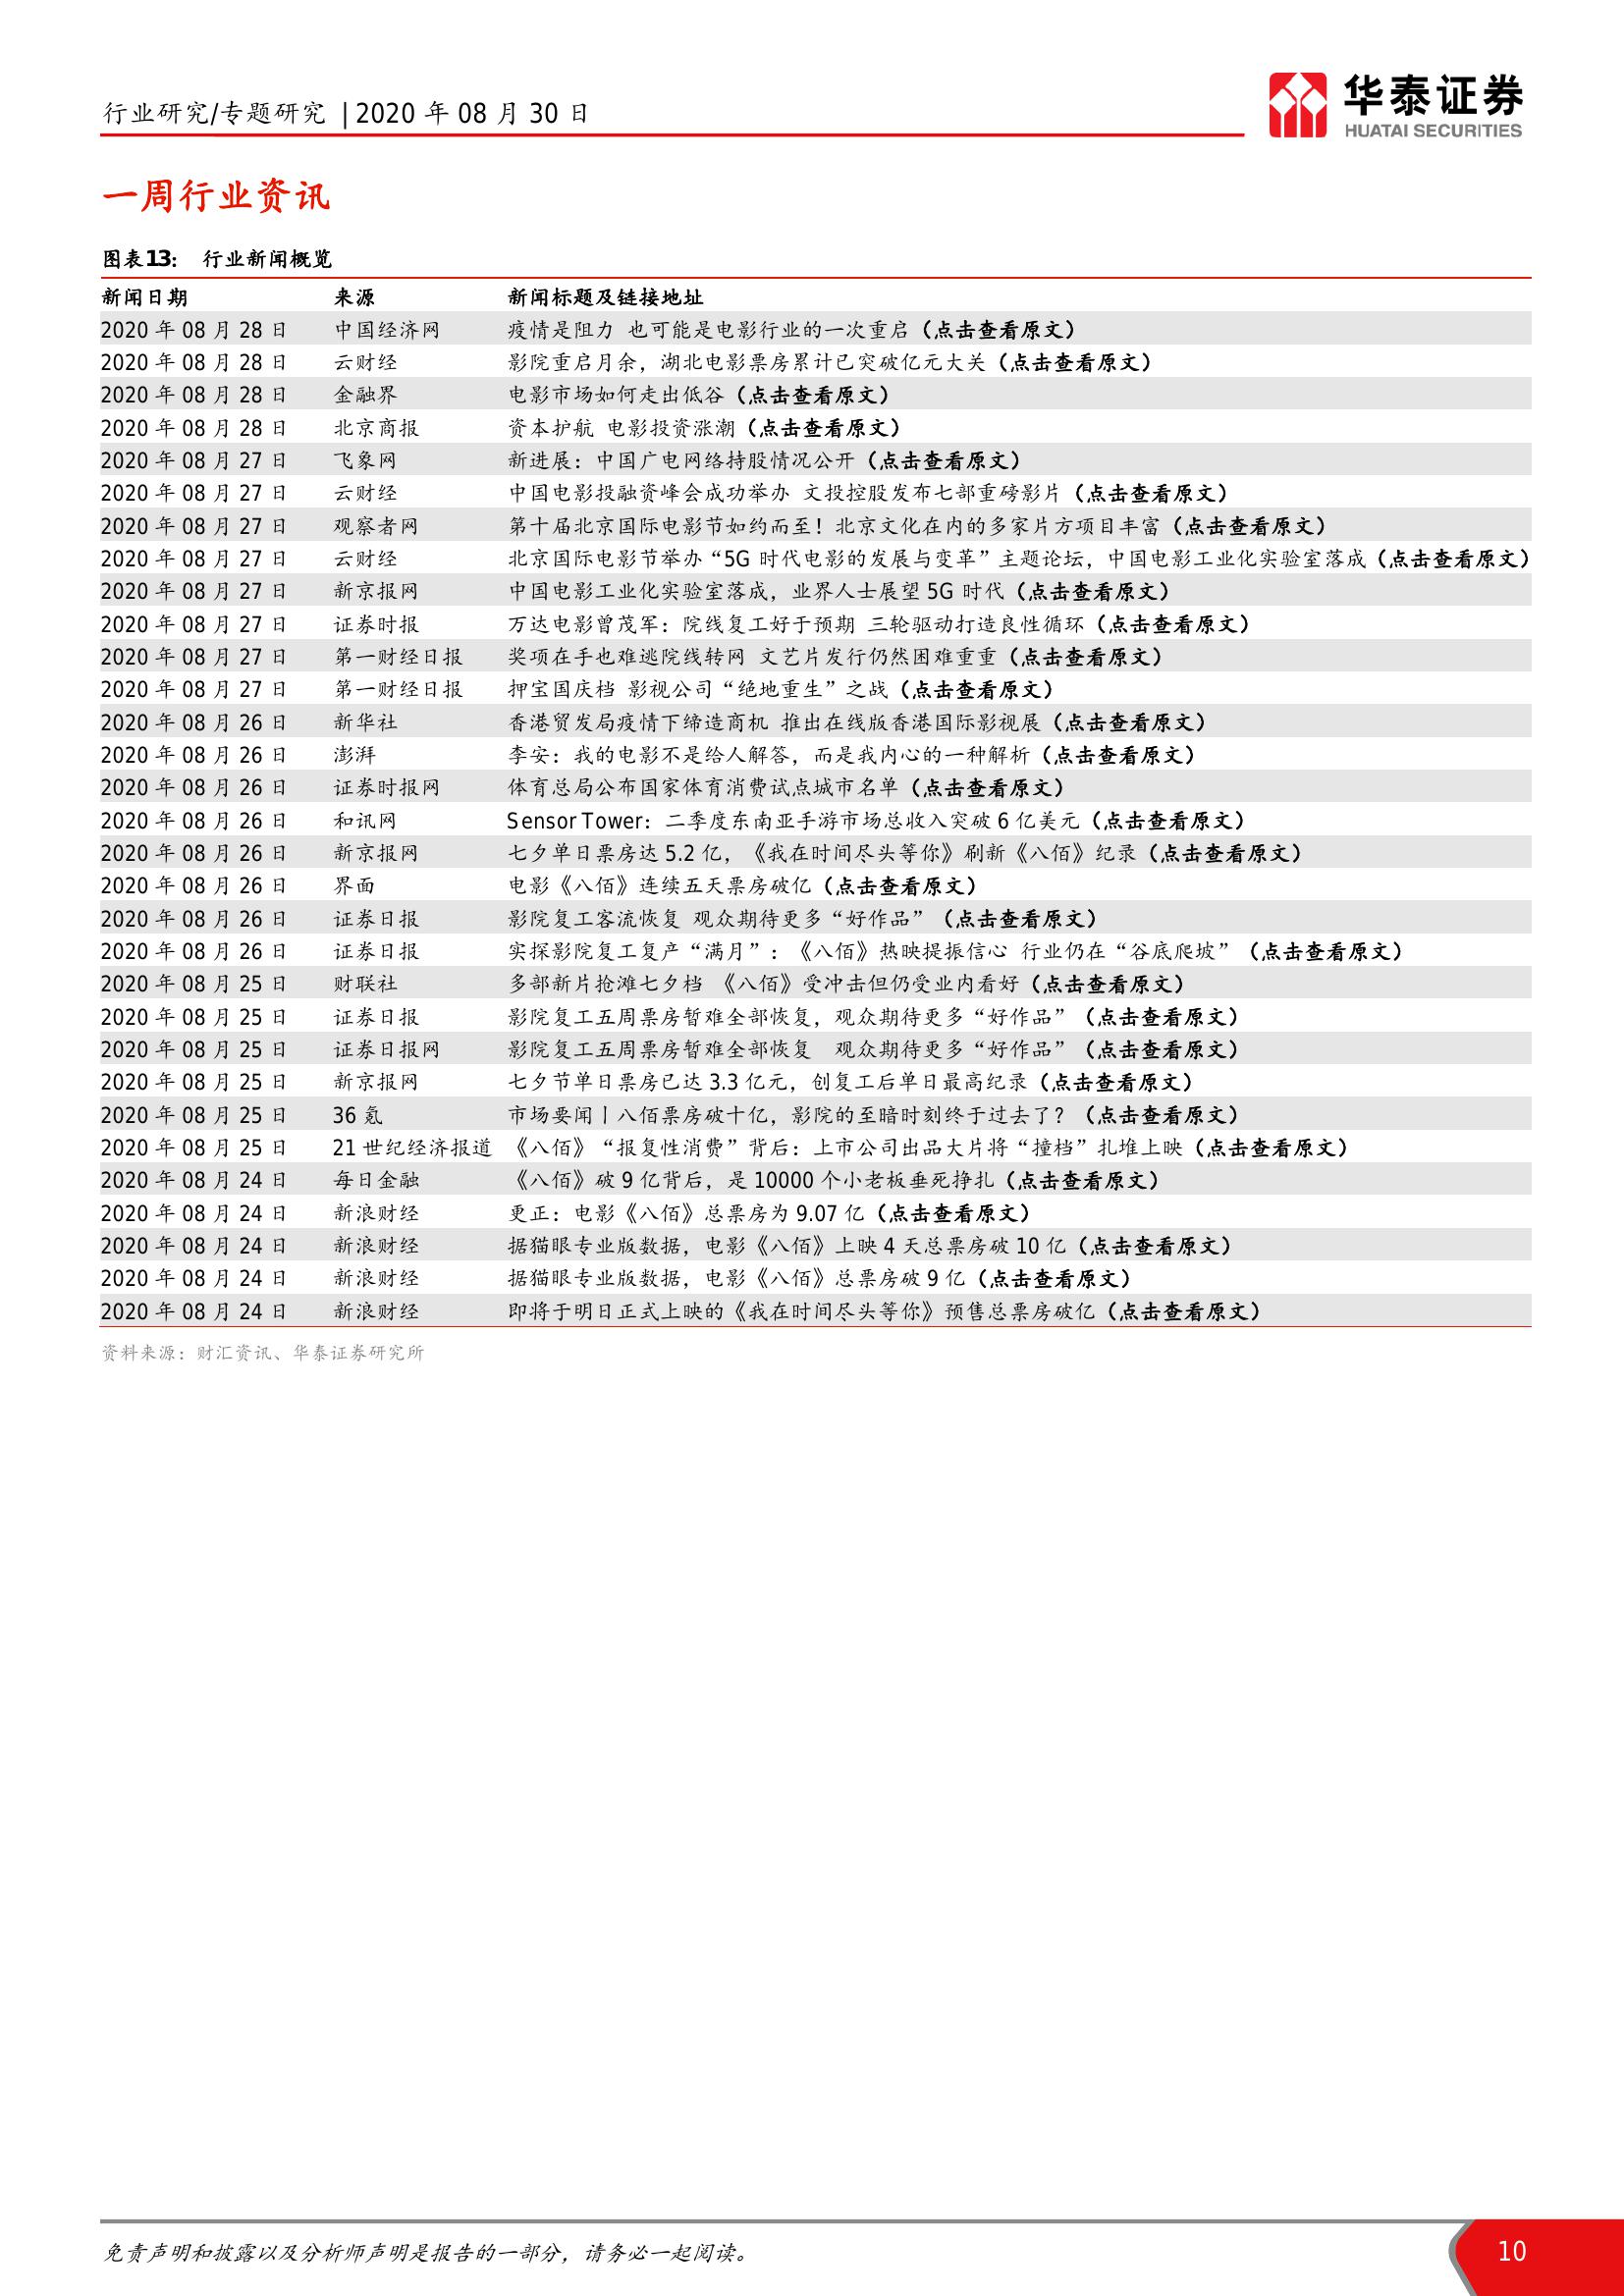 行业研究/专题研究 | 2020 年 08 月 30 日
华泰证券
HUATAI SECURITIES
一周行业资讯
图表13： 行业新闻概览
新闻日期 来源 新闻标题及链接地址
2020 年 08 月 28 日 中国经济网 疫情是阻力 也可能是电影行业的一次重启（点击查看原文）
2020 年 08 月 28 日 云财经 影院重启月余，湖北电影票房累计已突破亿元大关（点击查看原文）
2020 年 08 月 28 日 金融界 电影市场如何走出低谷（点击查看原文）
2020 年 08 月 28 日 北京商报 资本护航 电影投资涨潮（点击查看原文）
2020 年 08 月 27 日 飞象网 新进展：中国广电网络持股情况公开（点击查看原文）
2020 年 08 月 27 日 云财经 中国电影投融资峰会成功举办 文投控股发布七部重磅影片（点击查看原文）
2020 年 08 月 27 日 观察者网 第十届北京国际电影节如约而至！北京文化在内的多家片方项目丰富（点击查看原文）
2020 年 08 月 27 日 云财经 北京国际电影节举办“5G 时代电影的发展与变革”主题论坛，中国电影工业化实验室落成（点击查看原文）
2020 年 08 月 27 日 新京报网 中国电影工业化实验室落成，业界人士展望 5G 时代（点击查看原文）
2020 年 08 月 27 日 证券时报 万达电影曾茂军：院线复工好于预期 三轮驱动打造良性循环（点击查看原文）
2020 年 08 月 27 日 第一财经日报 奖项在手也难逃院线转网 文艺片发行仍然困难重重（点击查看原文）
2020 年 08 月 27 日 第一财经日报 押宝国庆档 影视公司“绝地重生”之战（点击查看原文）
2020 年 08 月 26 日 新华社 香港贸发局疫情下缔造商机 推出在线版香港国际影视展（点击查看原文）
2020 年 08 月 26 日 澎湃 李安：我的电影不是给人解答，而是我内心的一种解析（点击查看原文）
2020 年 08 月 26 日 证券时报网 体育总局公布国家体育消费试点城市名单（点击查看原文）
2020 年 08 月 26 日 和讯网 Sensor Tower：二季度东南亚手游市场总收入突破 6 亿美元（点击查看原文）
2020 年 08 月 26 日 新京报网 七夕单日票房达 5.2 亿，《我在时间尽头等你》刷新《八佰》纪录（点击查看原文）
2020 年 08 月 26 日 界面 电影《八佰》连续五天票房破亿（点击查看原文）
2020 年 08 月 26 日 证券日报 影院复工客流恢复 观众期待更多“好作品”（点击查看原文）
2020 年 08 月 26 日 证券日报 实探影院复工复产“满月”：《八佰》热映提振信心 行业仍在“谷底爬坡”（点击查看原文）
2020 年 08 月 25 日 财联社 多部新片抢滩七夕档 《八佰》受冲击但仍受业内看好（点击查看原文）
2020 年 08 月 25 日 证券日报 影院复工五周票房暂难全部恢复，观众期待更多“好作品”（点击查看原文）
2020 年 08 月 25 日 证券日报网 影院复工五周票房暂难全部恢复 观众期待更多“好作品”（点击查看原文）
2020 年 08 月 25 日 新京报网 七夕节单日票房已达 3.3 亿元，创复工后单日最高纪录（点击查看原文）
2020 年 08 月 25 日 36 氪 市场要闻丨八佰票房破十亿，影院的至暗时刻终于过去了？（点击查看原文）
2020 年 08 月 25 日 21 世纪经济报道 《八佰》“报复性消费”背后：上市公司出品大片将“撞档”扎堆上映（点击查看原文）
2020 年 08 月 24 日 每日金融 《八佰》破 9 亿背后，是 10000 个小老板垂死挣扎（点击查看原文）
2020 年 08 月 24 日 新浪财经 更正：电影《八佰》总票房为 9.07 亿（点击查看原文）
2020 年 08 月 24 日 新浪财经 据猫眼专业版数据，电影《八佰》上映 4 天总票房破 10 亿（点击查看原文）
2020 年 08 月 24 日 新浪财经 据猫眼专业版数据，电影《八佰》总票房破 9 亿（点击查看原文）
2020 年 08 月 24 日 新浪财经 即将于明日正式上映的《我在时间尽头等你》预售总票房破亿（点击查看原文）
资料来源：财汇资讯、华泰证券研究所
免责声明和披露以及分析师声明是报告的一部分，请务必一起阅读。
10